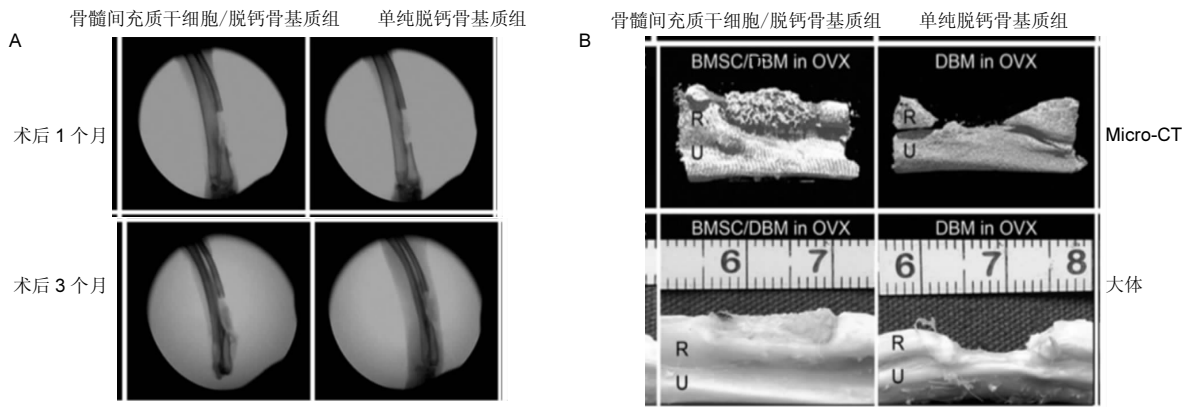 骨髓间充质干细胞/脱钙骨基质组 单纯脱钙骨基质组
A
术后 1 个月
术后 3 个月
骨髓间充质干细胞/脱钙骨基质组 单纯脱钙骨基质组
B
BMSC/DBM in OVX DBM in OVX
R R
U U
Micro-CT
BMSC/DBM in OVX DBM in OVX
6 7 6 7 8
大体
R R
U U